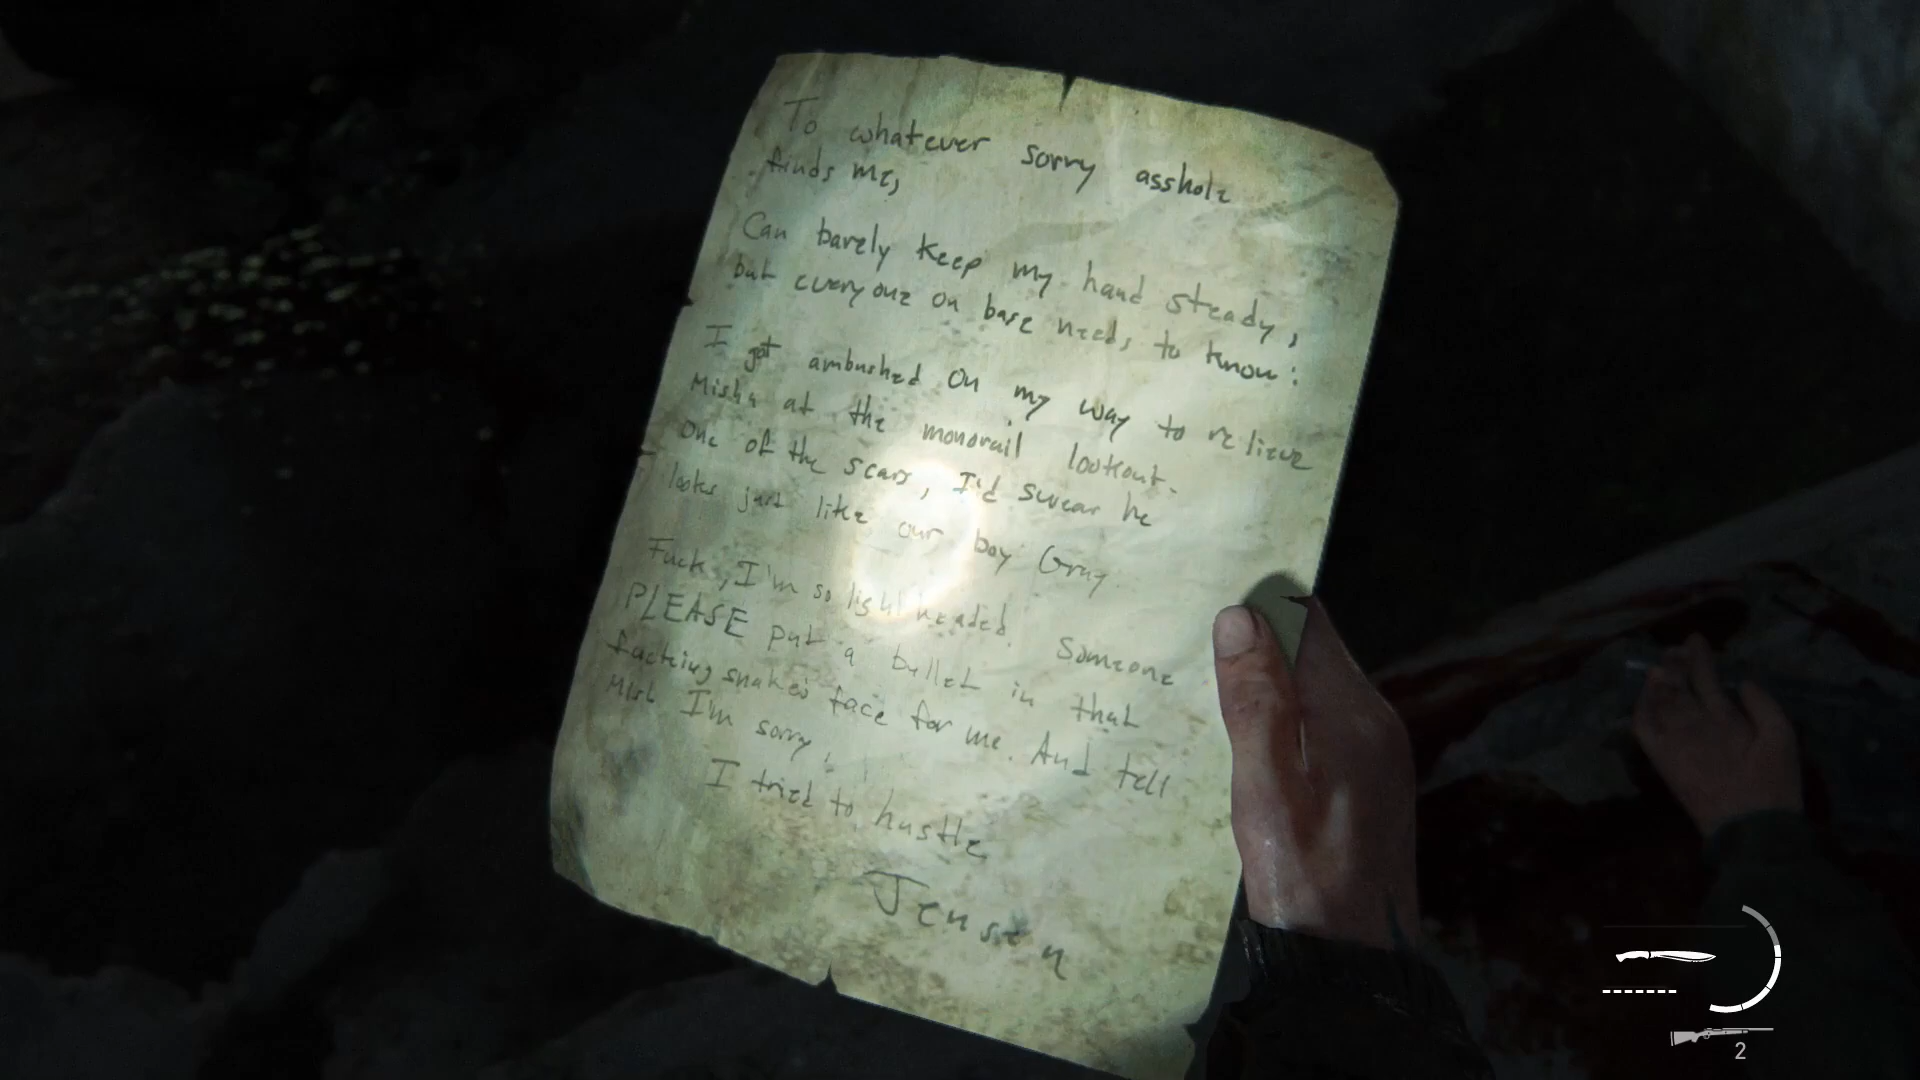 To whatever sorry asshole
finds me,
Can barely keep my hand steady,
but everyone on base needs to know:
I got ambushed on my way to relieve
Misha at the monorail lookout.
One of the scars, I'd swear he
looks just like our boy Gray.
Fuck, I'm so lightheaded. Someone
PLEASE put a bullet in that
fucking snake's face for me. And tell
Mish I'm sorry,
I tried to hustle
Jensen
2